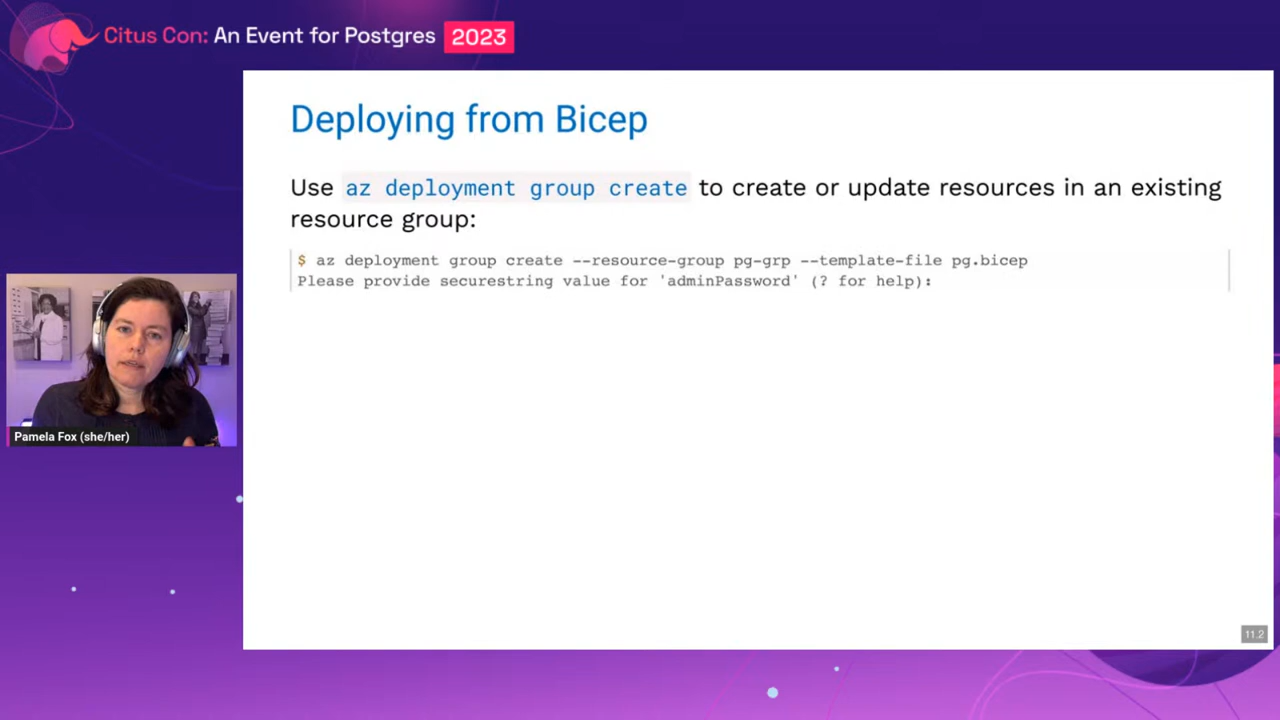 Citus Con: An Event for Postgres 2023
Deploying from Bicep
Use az deployment group create to create or update resources in an existing
resource group:
$ az deployment group create --resource-group pg-grp --template-file pg.bicep
Please provide securestring value for 'adminPassword' (? for help):
Pamela Fox (she/her)
11.2